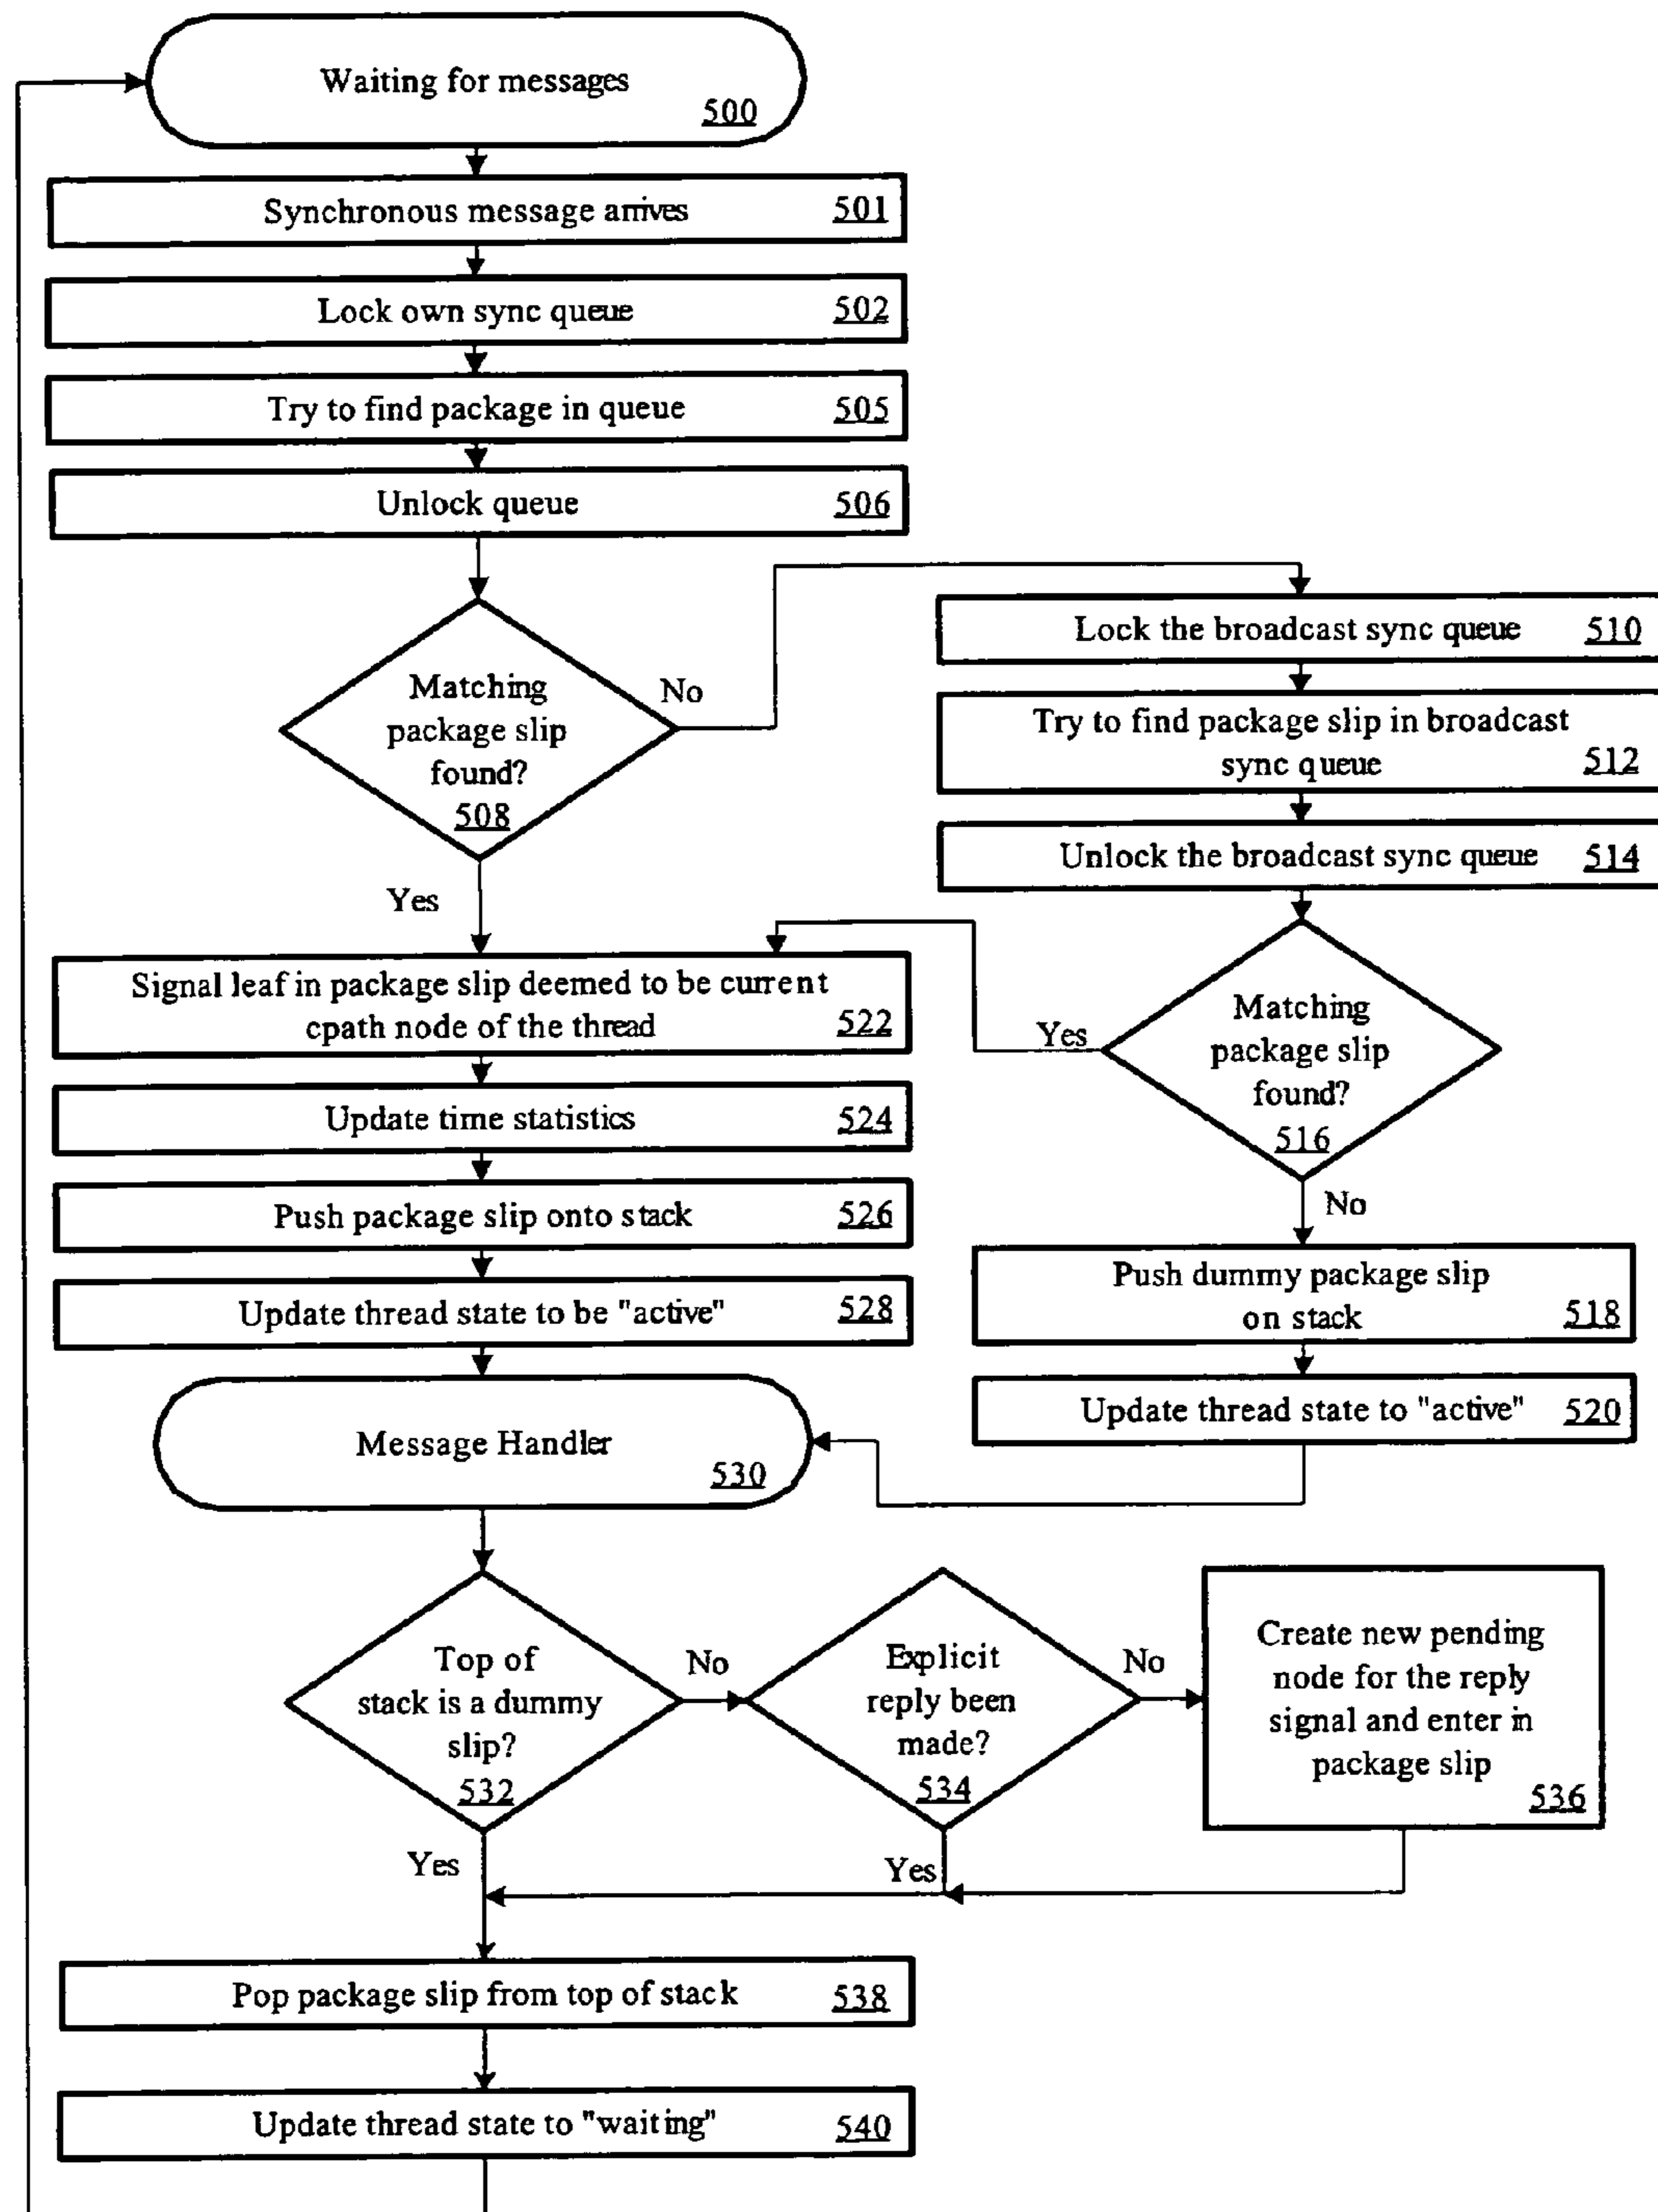 Waiting for messages
500
Synchronous message arrives 501
Lock own sync queue 502
Try to find package in queue 505
Unlock queue 506
Matching
package slip
found?
508
No
Yes
Lock the broadcast sync queue 510
Try to find package slip in broadcast
sync queue 512
Unlock the broadcast sync queue 514
Matching
package slip
found?
516
Yes
No
Push dummy package slip
on stack 518
Update thread state to "active" 520
Signal leaf in package slip deemed to be current
cpath node of the thread 522
Update time statistics 524
Push package slip onto stack 526
Update thread state to be "active" 528
Message Handler
530
Top of
stack is a dummy
slip?
532
No
Yes
Explicit
reply been
made?
534
No
Yes
Create new pending
node for the reply
signal and enter in
package slip
536
Pop package slip from top of stack 538
Update thread state to "waiting" 540